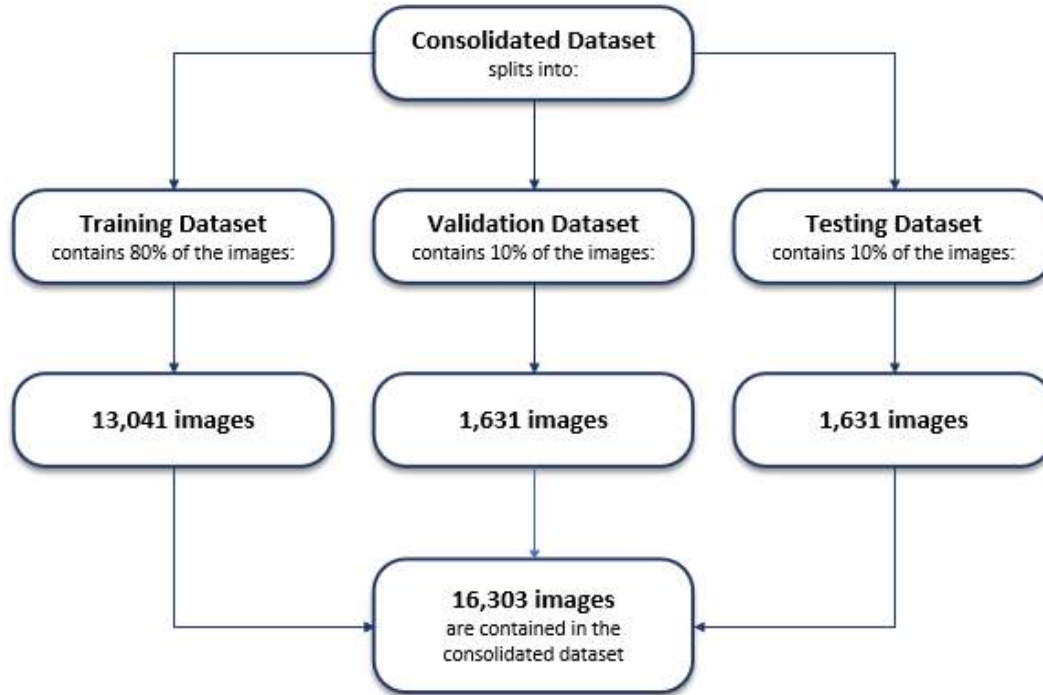 Consolidated Dataset
splits into:
Training Dataset
contains 80% of the images:
Validation Dataset
contains 10% of the images:
Testing Dataset
contains 10% of the images:
13,041 images
1,631 images
1,631 images
16,303 images
are contained in the
consolidated dataset